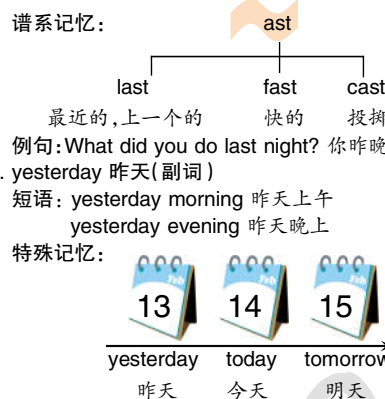 谱系记忆: ast
last fast cast
最近的,上一个的 快的 投掷
例句:What did you do last night? 你昨晚
. yesterday 昨天(副词)
短语: yesterday morning 昨天上午
yesterday evening 昨天晚上
特殊记忆:
Feb Feb Feb
13 14 15
yesterday today tomorrow
昨天 今天 明天